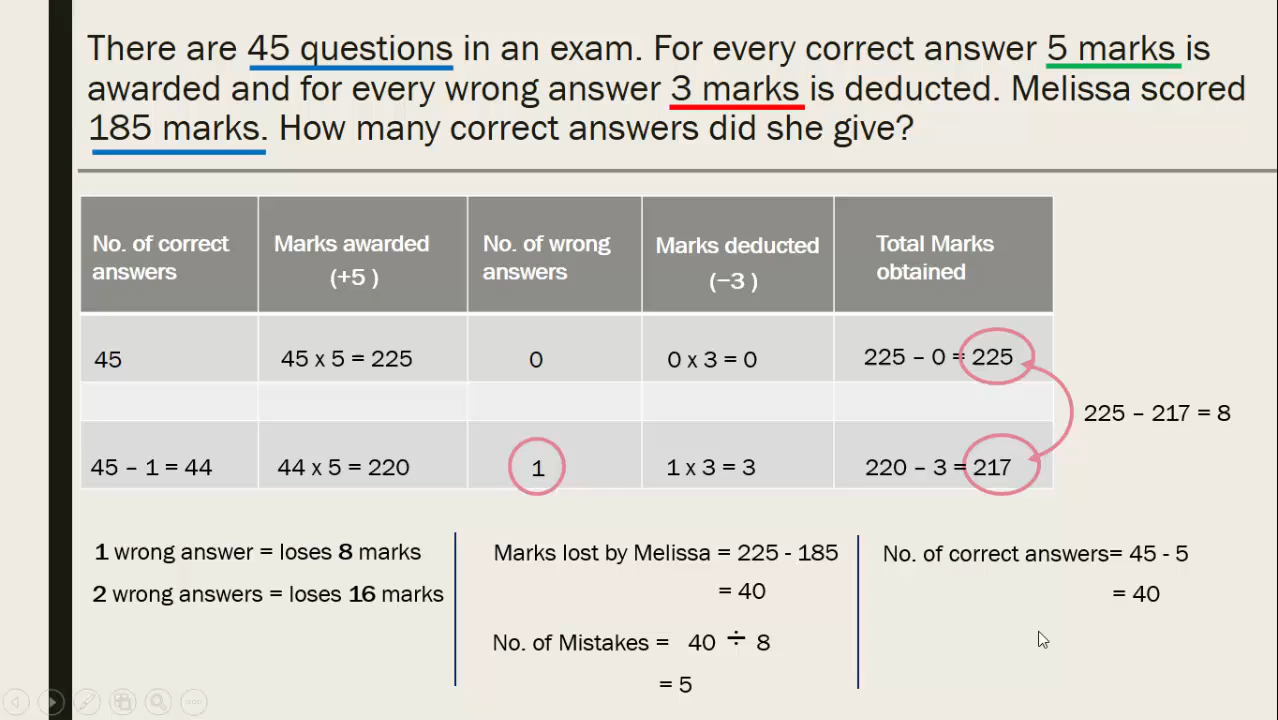 There are 45 questions in an exam. For every correct answer 5 marks is
awarded and for every wrong answer 3 marks is deducted. Melissa scored
185 marks. How many correct answers did she give?
No. of correct answers
Marks awarded (+5 )
No. of wrong answers
Marks deducted (−3 )
Total Marks obtained
45
45 x 5 = 225
0
0 x 3 = 0
225 – 0 = 225
225 – 217 = 8
45 – 1 = 44
44 x 5 = 220
1
1 x 3 = 3
220 – 3 = 217
1 wrong answer = loses 8 marks
2 wrong answers = loses 16 marks
Marks lost by Melissa = 225 - 185
= 40
No. of Mistakes = 40 ÷ 8
= 5
No. of correct answers= 45 - 5
= 40